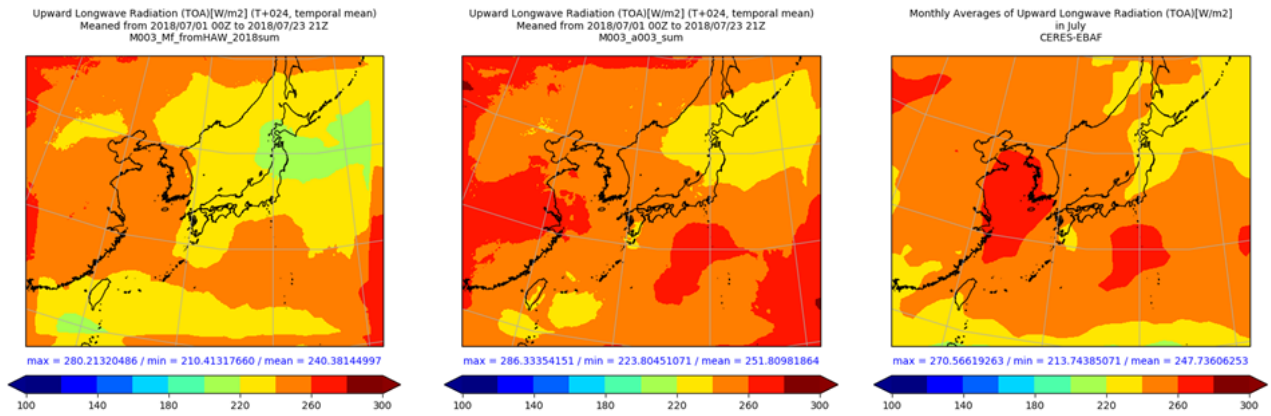 Upward Longwave Radiation (TOA)[W/m2] (T+024, temporal mean)
Meaned from 2018/07/01 00Z to 2018/07/23 21Z
M003_Mf_fromHAW_2018sum
max = 280.21320486 / min = 210.41317660 / mean = 240.38144997
100 140 180 220 260 300
Upward Longwave Radiation (TOA)[W/m2] (T+024, temporal mean)
Meaned from 2018/07/01 00Z to 2018/07/23 21Z
M003_a003_sum
max = 286.33354151 / min = 223.80451071 / mean = 251.80981864
100 140 180 220 260 300
Monthly Averages of Upward Longwave Radiation (TOA)[W/m2]
in July
CERES-EBAF
max = 270.56619263 / min = 213.74385071 / mean = 247.73606253
100 140 180 220 260 300